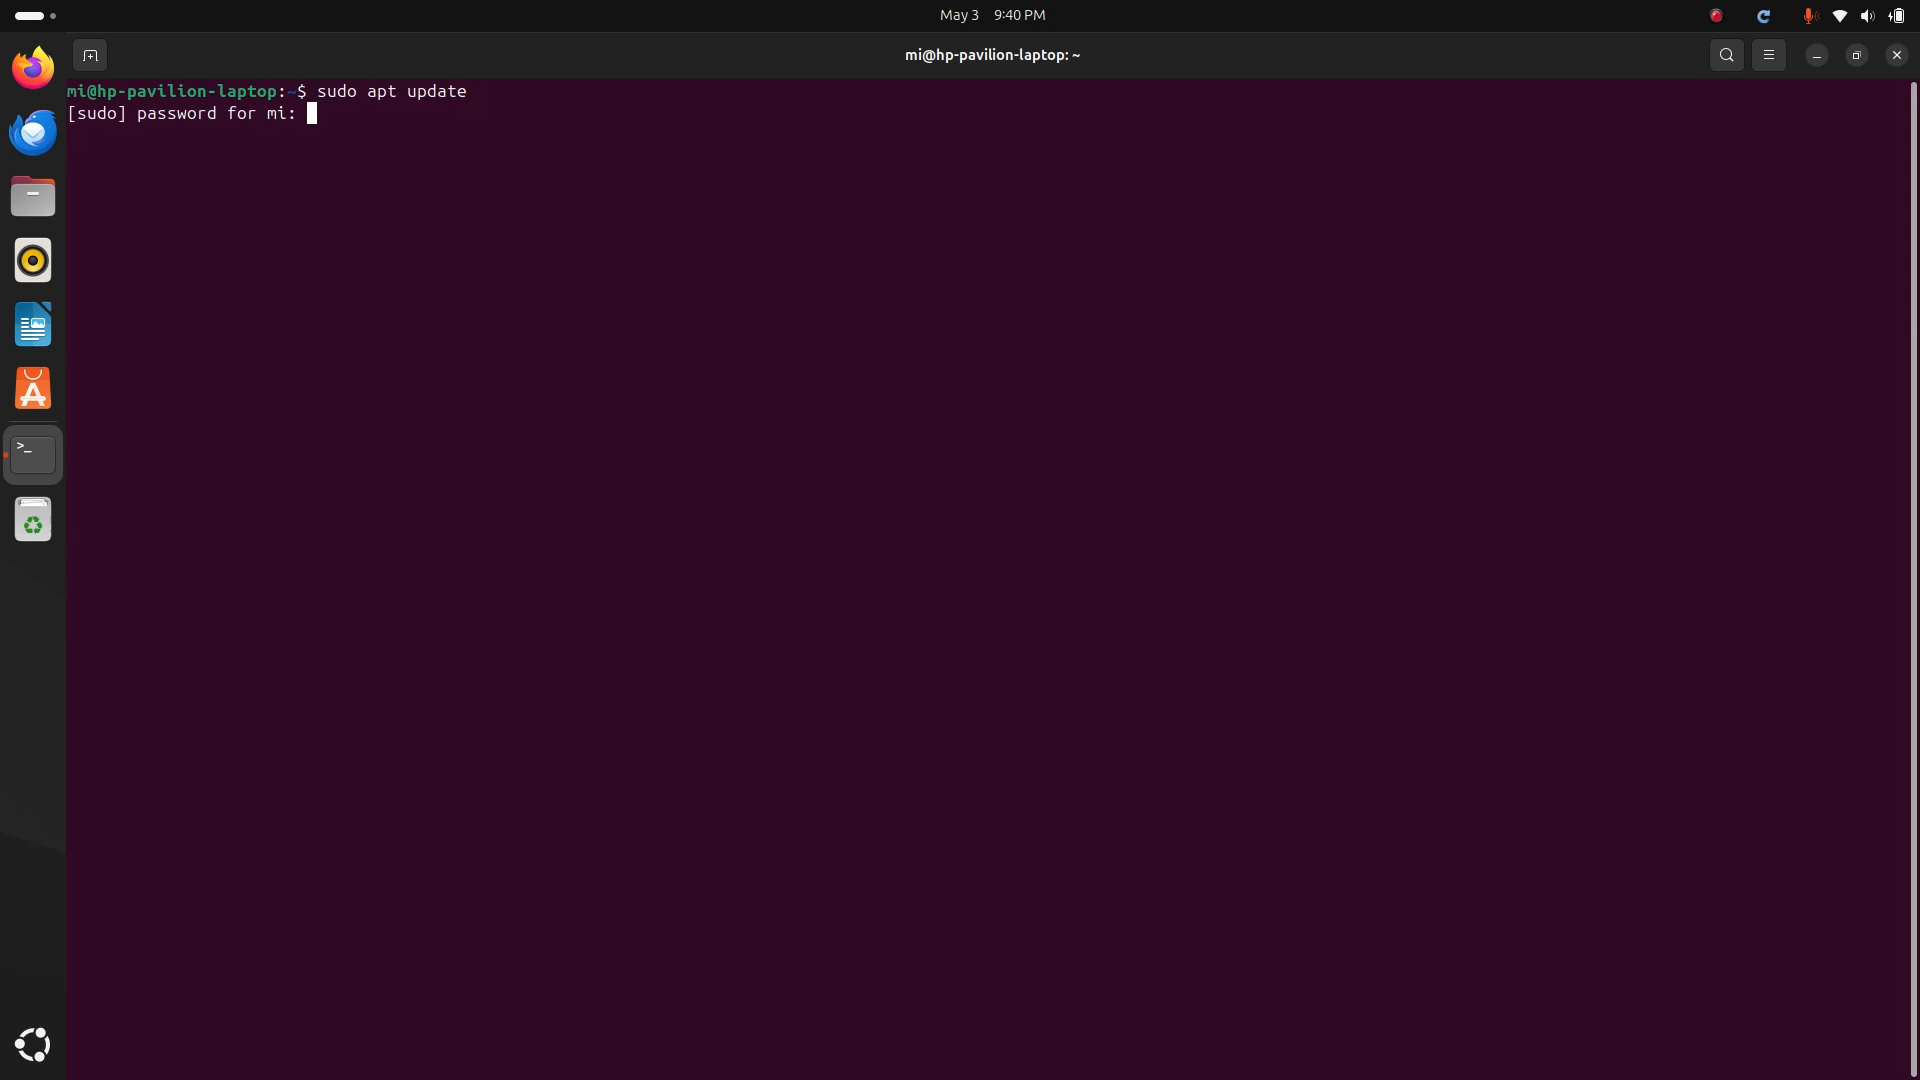 May 3 9:40 PM
mi@hp-pavilion-laptop: ~
mi@hp-pavilion-laptop:~$ sudo apt update
[sudo] password for mi: